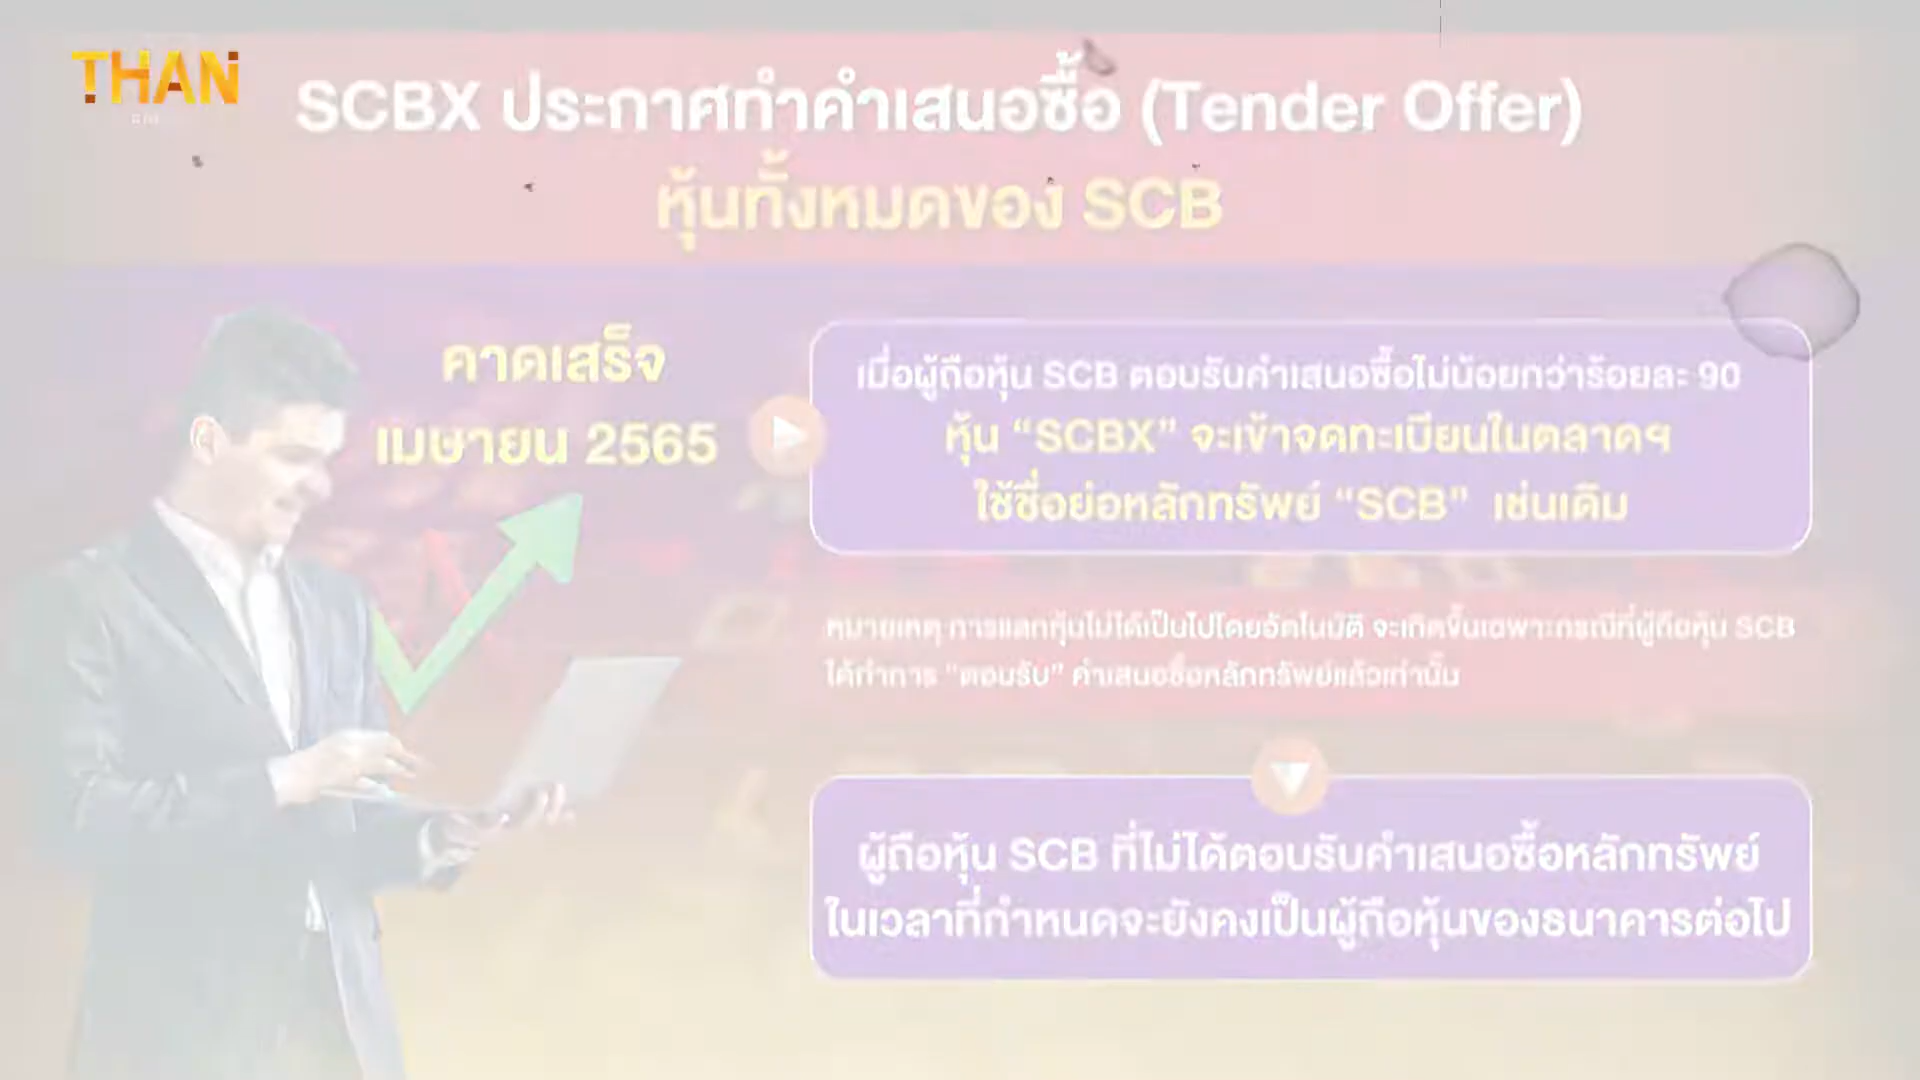 THAN
SCBX ประกาศทำคำเสนอซื้อ (Tender Offer)
หุ้นทั้งหมดของ SCB
คาดเสร็จ
เมษายน 2565
เมื่อผู้ถือหุ้น SCB ตอบรับคำเสนอซื้อไม่น้อยกว่าร้อยละ 90
หุ้น “SCBX” จะเข้าจดทะเบียนในตลาดฯ
ใช้ชื่อย่อหลักทรัพย์ “SCB” เช่นเดิม
หมายเหตุ การแลกหุ้นไม่ได้เป็นไปโดยอัตโนมัติ จะเกิดขึ้นเฉพาะกรณีที่ผู้ถือหุ้น SCB
ได้ทำการ “ตอบรับ” คำเสนอซื้อหลักทรัพย์แล้วเท่านั้น
ผู้ถือหุ้น SCB ที่ไม่ได้ตอบรับคำเสนอซื้อหลักทรัพย์
ในเวลาที่กำหนดจะยังคงเป็นผู้ถือหุ้นของธนาคารต่อไป